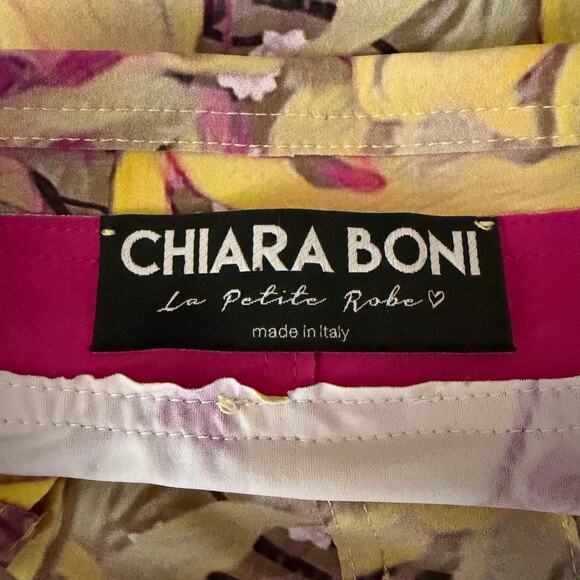 CHIARA BONI
La Petite Robe♡
made in Italy